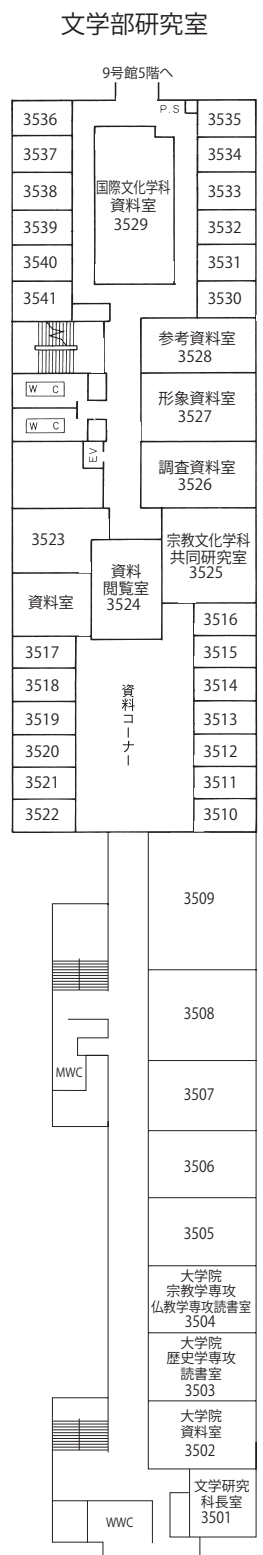 文学部研究室
9号館5階へ
P.S
3536
3535
3537
3534
国際文化学科
資料室
3529
3538
3533
3539
3532
3540
3531
3541
3530
参考資料室
3528
W C
形象資料室
3527
W C
EV
調査資料室
3526
3523
宗教文化学科
共同研究室
3525
資料
閲覧室
3524
資料室
3516
3517
3515
3518
3514
資料コーナー
3519
3513
3520
3512
3521
3511
3522
3510
3509
3508
MWC
3507
3506
3505
大学院
宗教学専攻
仏教学専攻読書室
3504
大学院
歴史学専攻
読書室
3503
大学院
資料室
3502
文学研究
科長室
3501
WWC